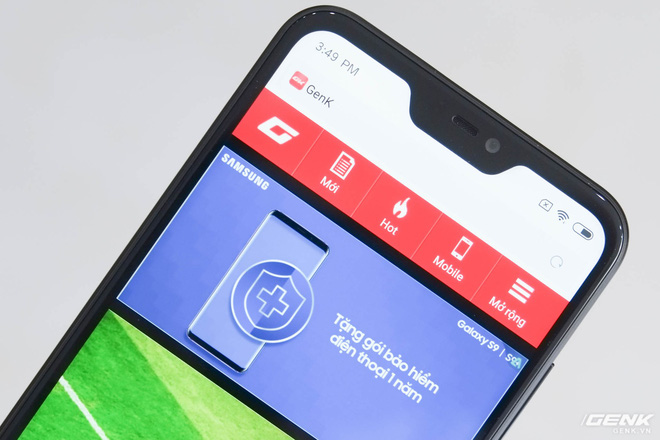 3:49 PM
GenK
Mới
Hot
Mobile
Mở rộng
SAMSUNG
Galaxy S9 | S9+
Tặng gói bảo hiểm
điện thoại 1 năm
GENK
GENK.VN